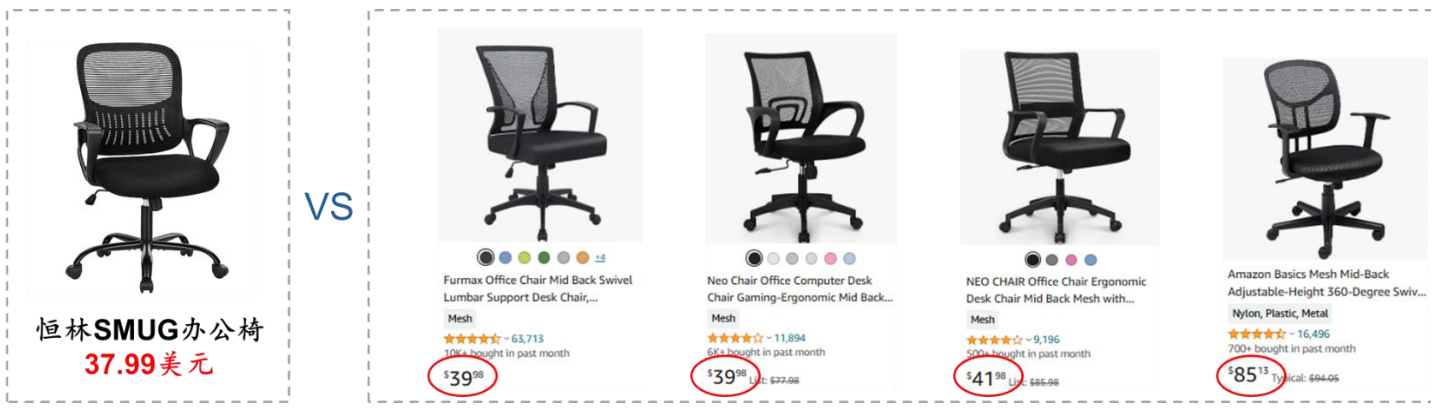 恒林SMUG办公椅
37.99美元
VS
+4
Furmax Office Chair Mid Back Swivel
Lumbar Support Desk Chair,...
Mesh
63,713
10K+ bought in past month
$39.98
Neo Chair Office Computer Desk
Chair Gaming-Ergonomic Mid Back...
Mesh
11,894
6K+ bought in past month
$39.98 List: $77.98
NEO CHAIR Office Chair Ergonomic
Desk Chair Mid Back Mesh with...
Mesh
9,196
500+ bought in past month
$41.98 List: $85.98
Amazon Basics Mesh Mid-Back
Adjustable-Height 360-Degree Swiv...
Nylon, Plastic, Metal
16,496
700+ bought in past month
$85.13 Typical: $94.05